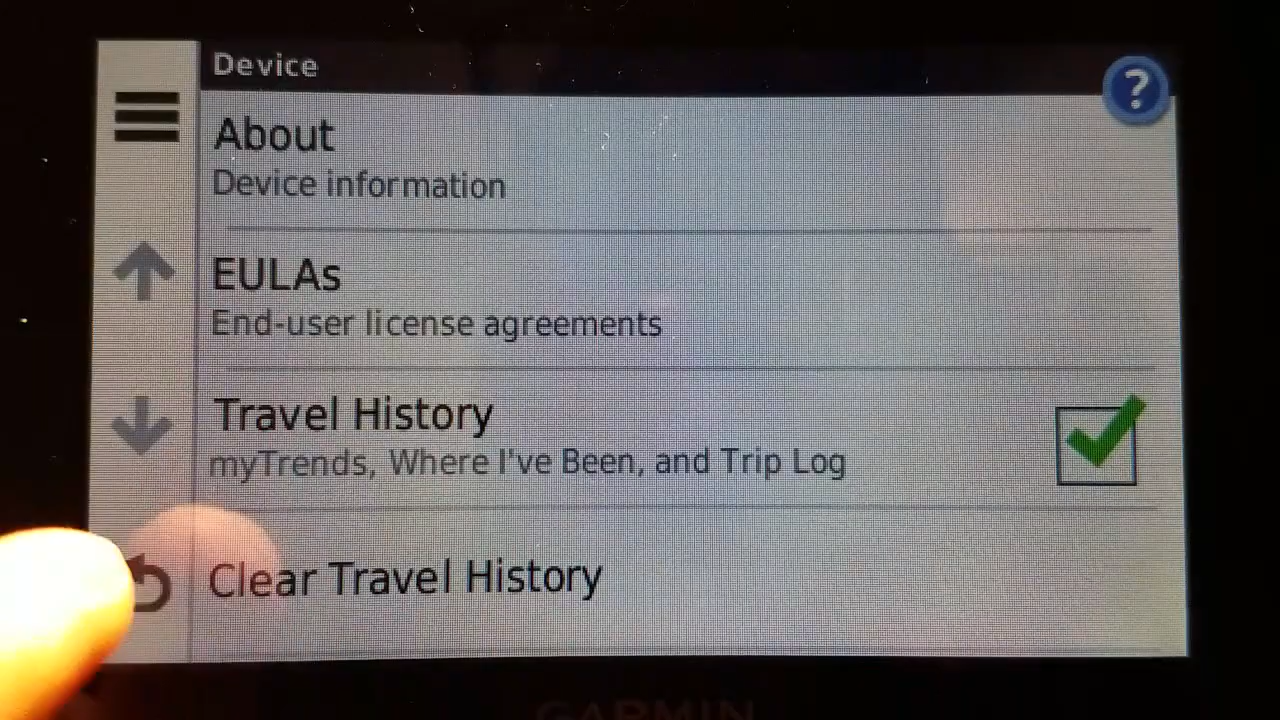 Device
?
About
Device information
EULAs
End-user license agreements
Travel History
myTrends, Where I've Been, and Trip Log
Clear Travel History
GARMIN